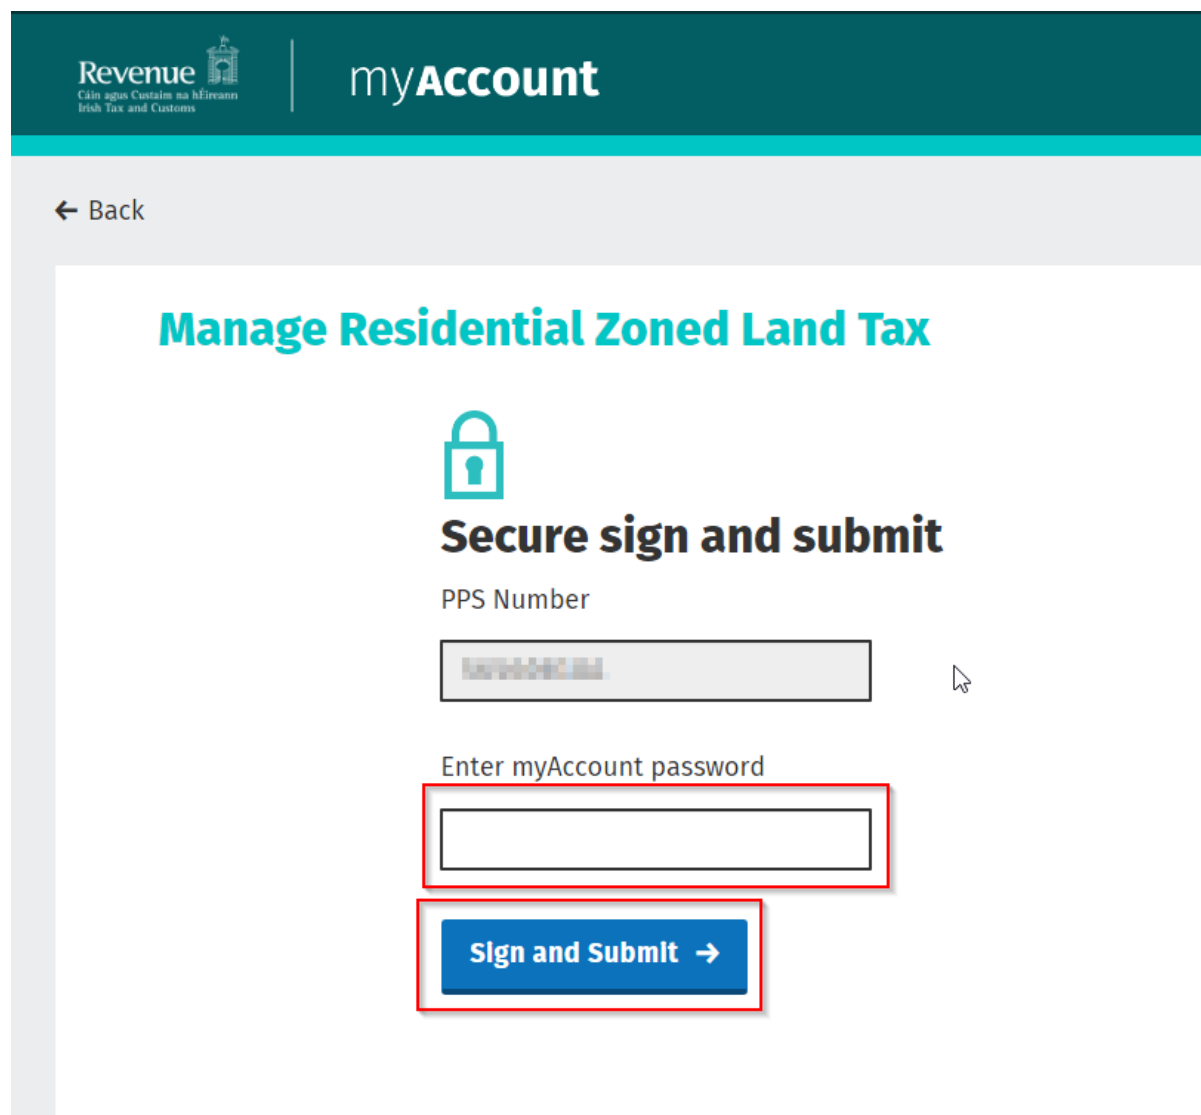 Revenue
Cáin agus Custaim na hÉireann
Irish Tax and Customs
myAccount
← Back
Manage Residential Zoned Land Tax
Secure sign and submit
PPS Number
Enter myAccount password
Sign and Submit →